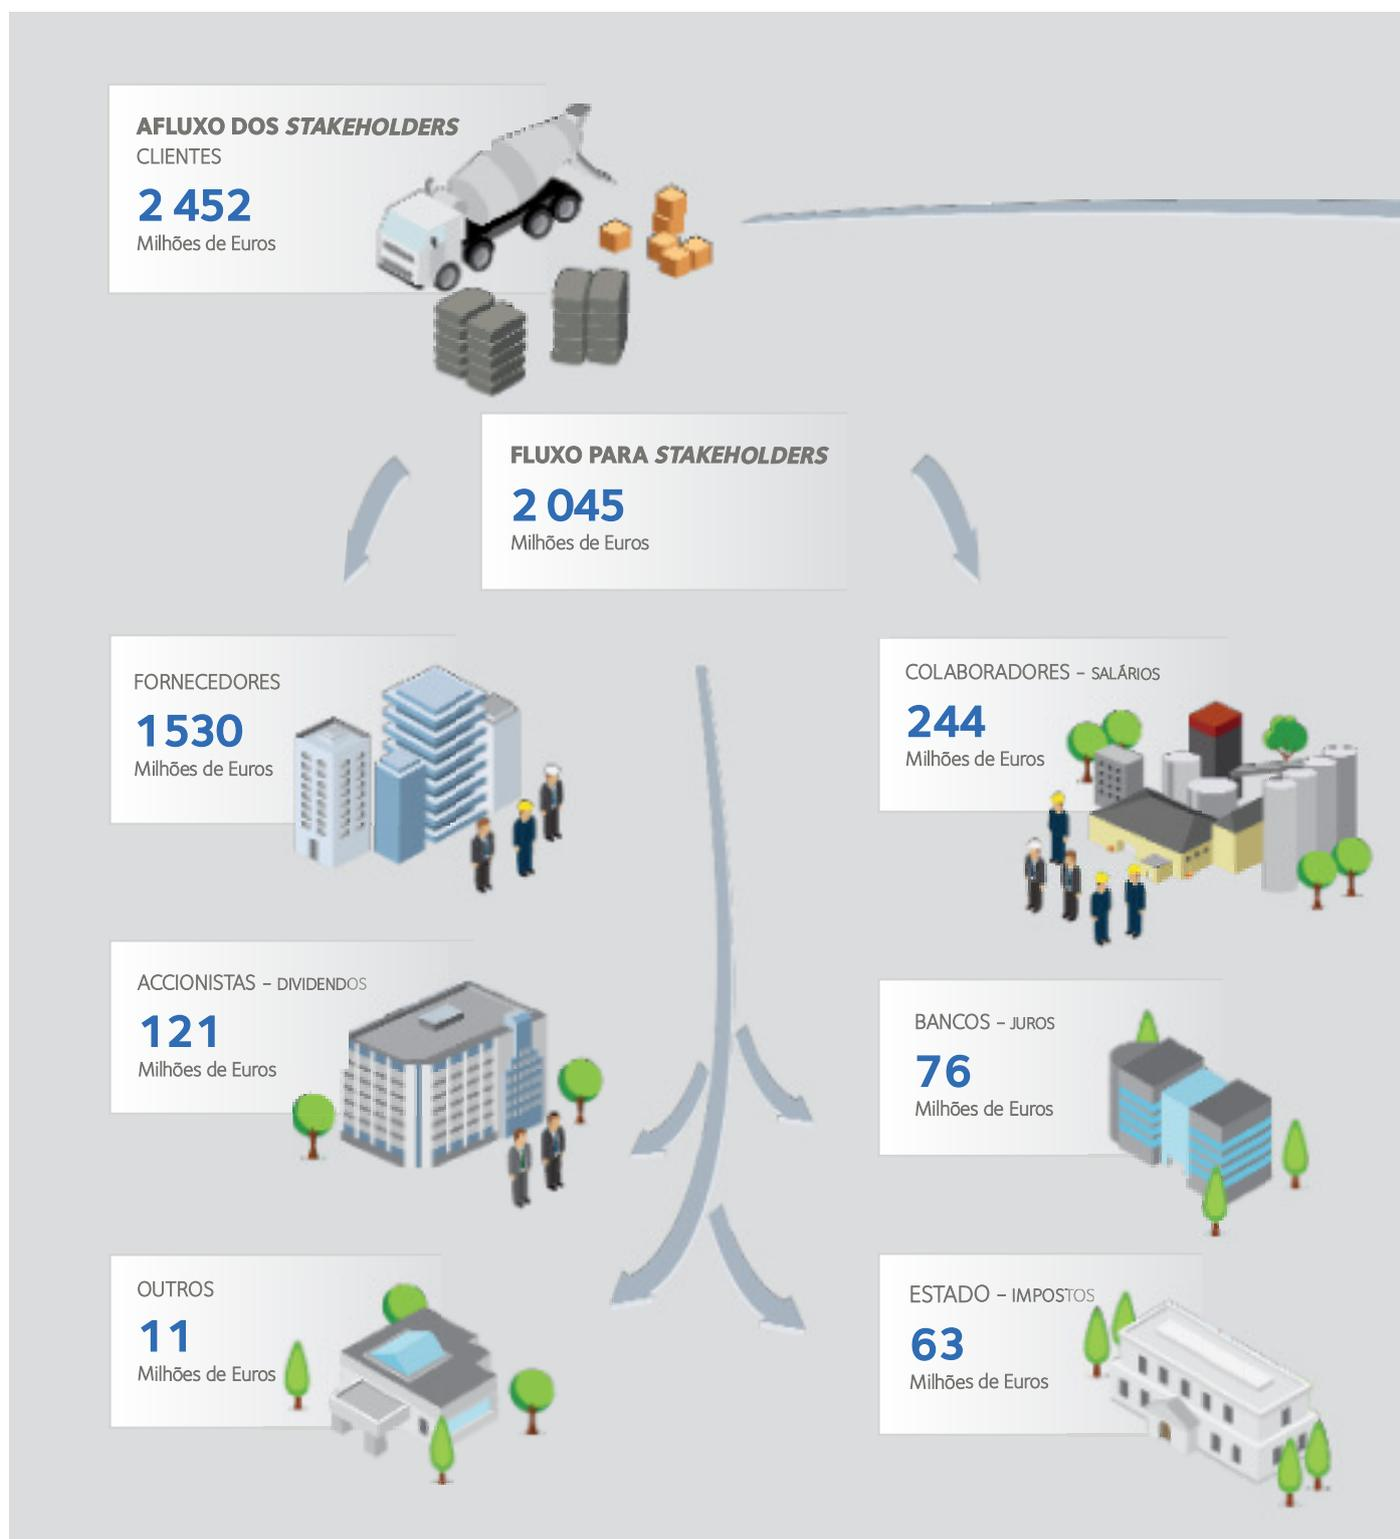 AFLUXO DOS STAKEHOLDERS
CLIENTES
2 452
Milhões de Euros
FLUXO PARA STAKEHOLDERS
2 045
Milhões de Euros
FORNECEDORES
1530
Milhões de Euros
COLABORADORES – SALÁRIOS
244
Milhões de Euros
ACCIONISTAS – DIVIDENDOS
121
Milhões de Euros
BANCOS – JUROS
76
Milhões de Euros
OUTROS
11
Milhões de Euros
ESTADO – IMPOSTOS
63
Milhões de Euros